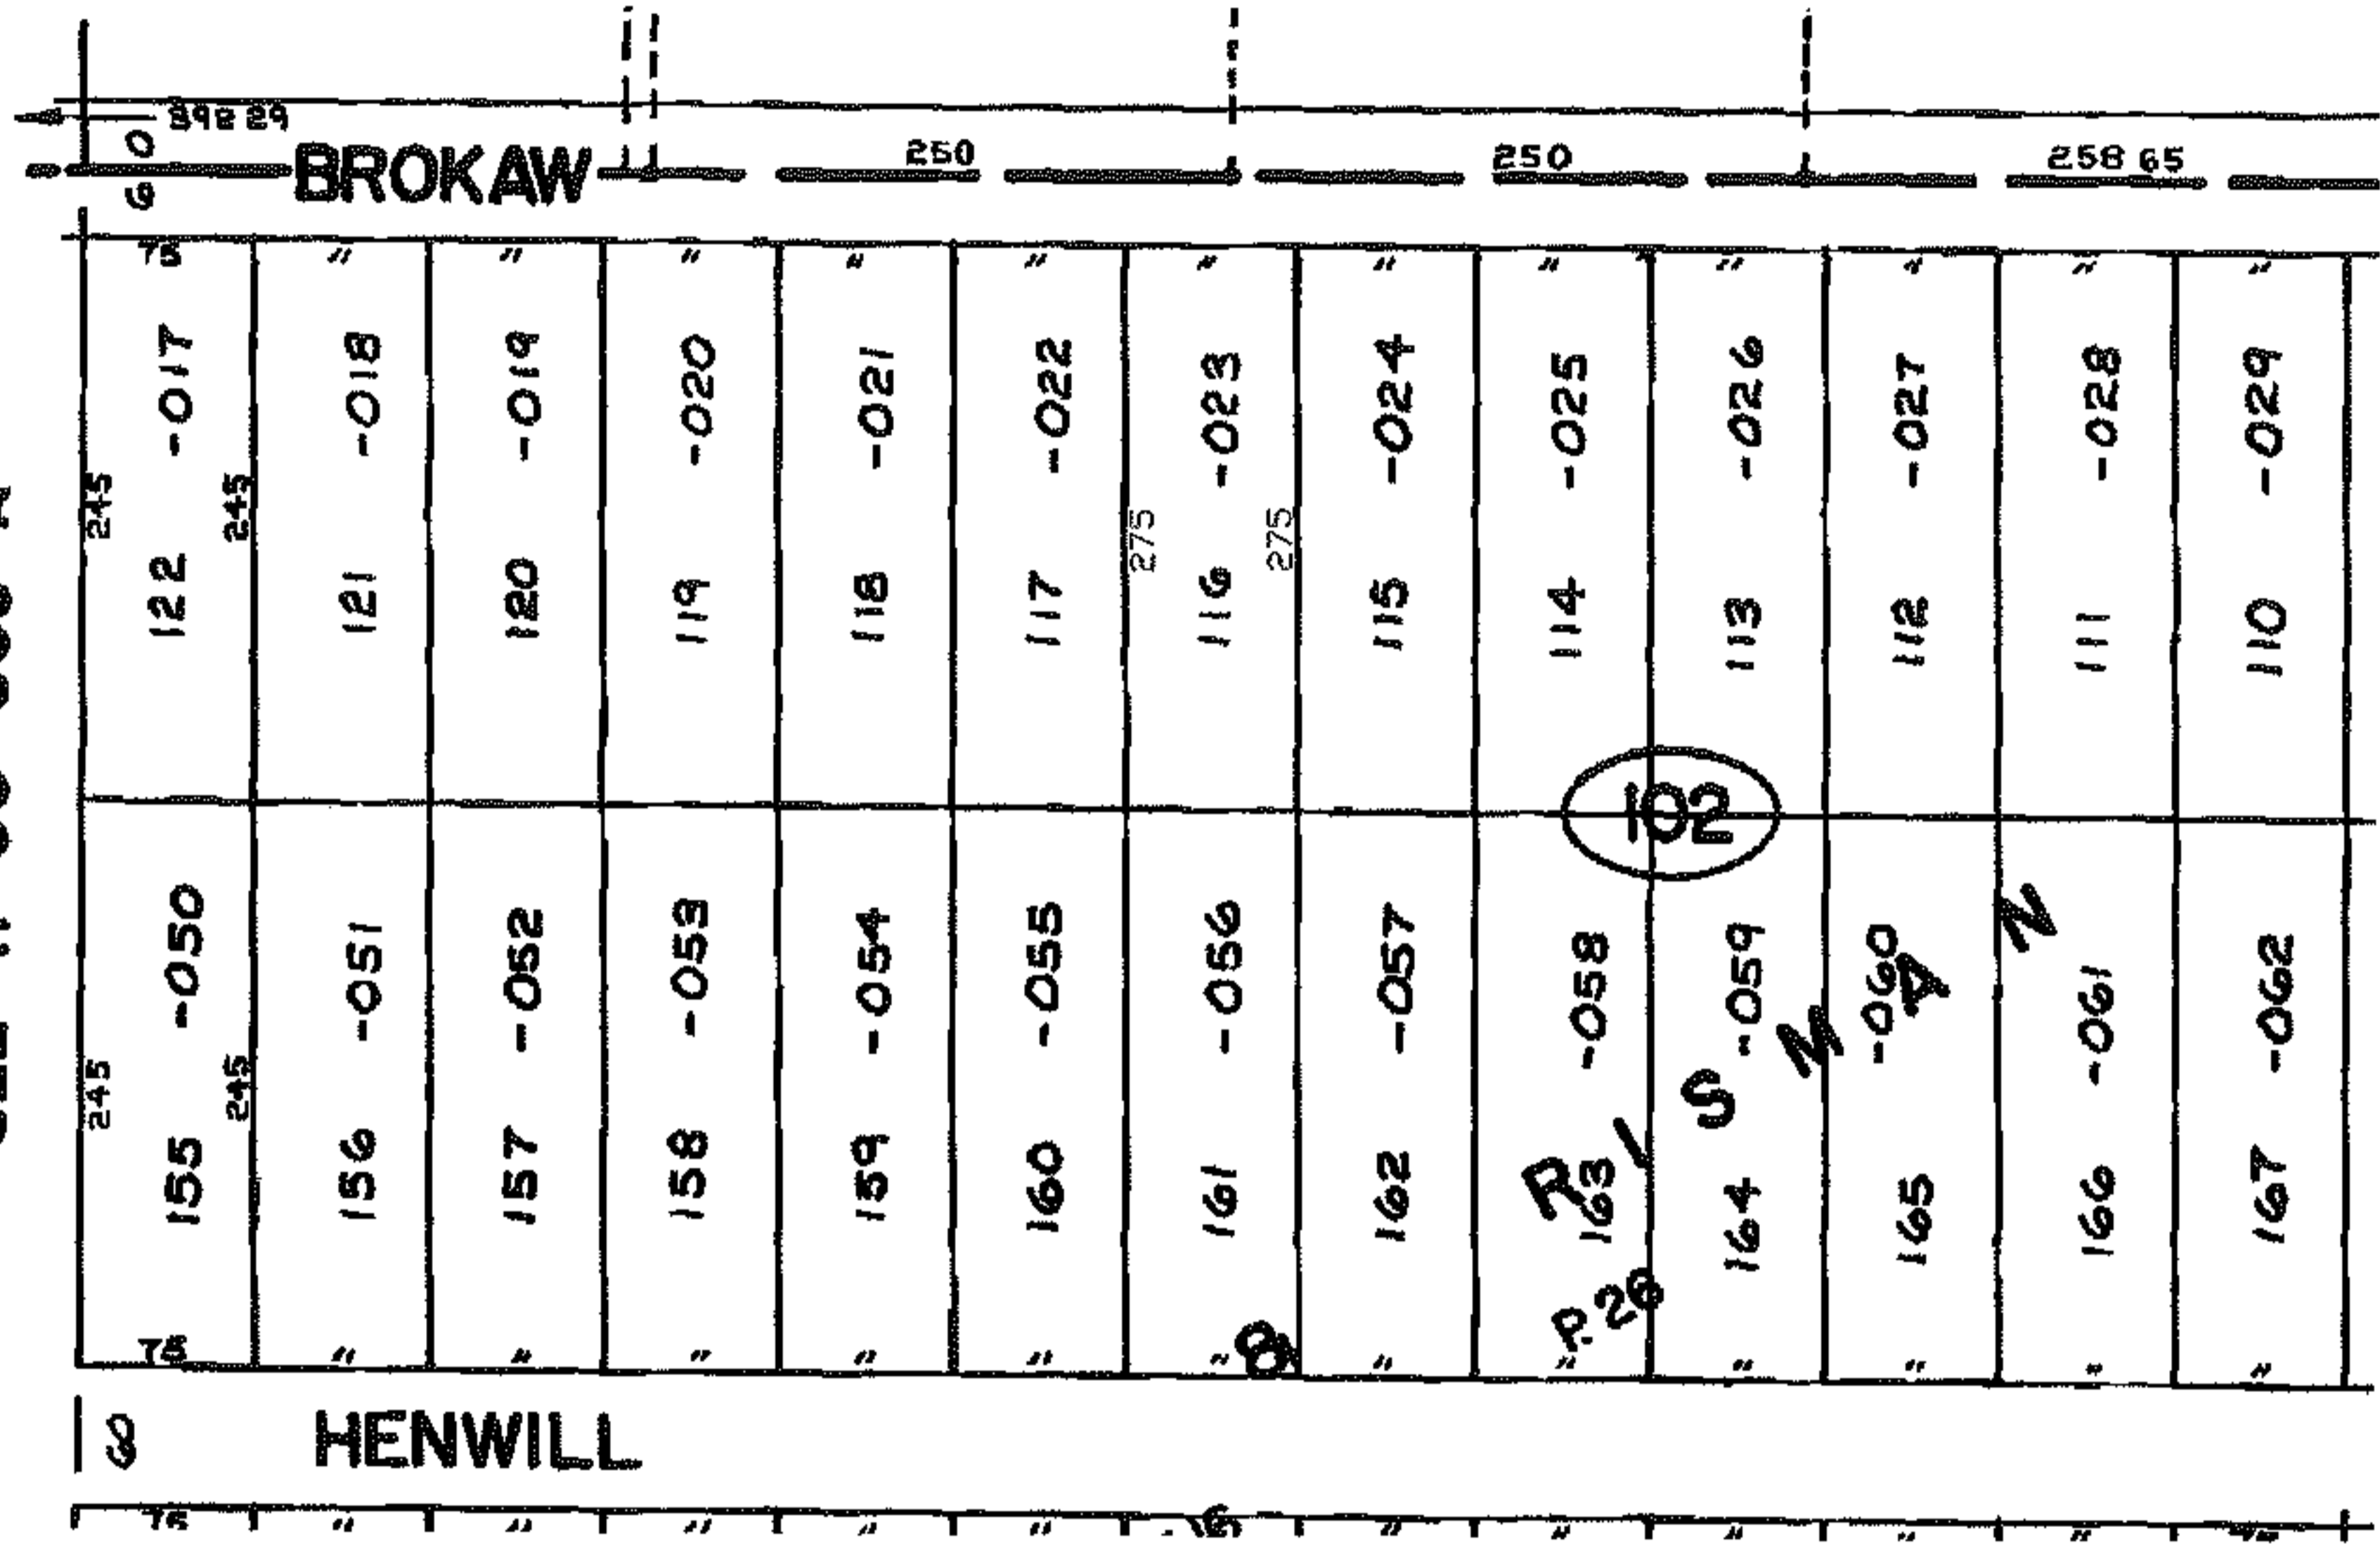 39229
BROKAW 250 250 258 65
60
75 " " " " " " " " " " " "
-017 -018 -019 -020 -021 -022 -023 -024 -025 -026 -027 -028 -029
245 245 275 275
122 121 120 119 118 117 116 115 114 113 112 111 110
102
-050 -051 -052 -053 -054 -055 -056 -057 -058 -059 -060 -061 -062
245 245
155 156 157 158 159 160 161 162 163 164 165 166 167
RISMAN
P. 26
75 " " " " " " " " " " " "
HENWILL
75 " " " " " " " " " "